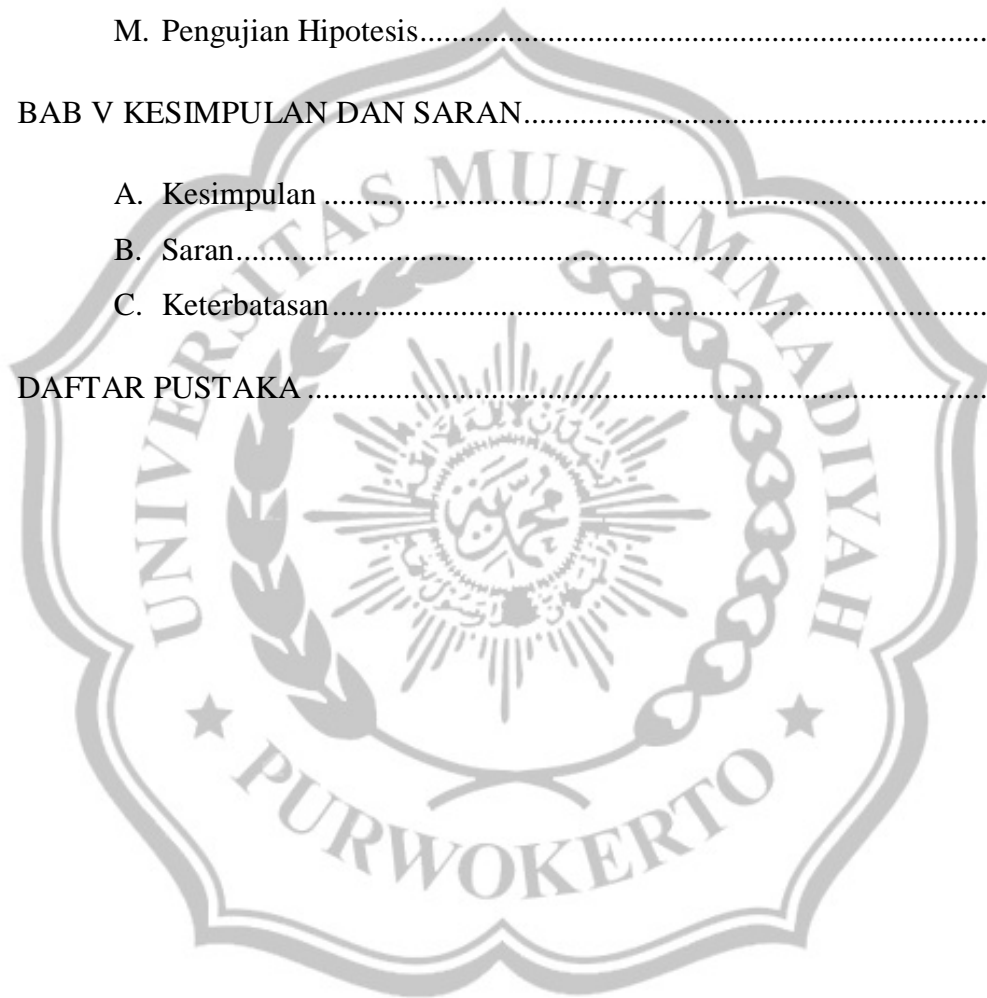 M. Pengujian Hipotesis.....................................................................
BAB V KESIMPULAN DAN SARAN.........................................................
A. Kesimpulan .................................................................................
B. Saran............................................................................................
C. Keterbatasan................................................................................
DAFTAR PUSTAKA ...................................................................................
UNIVERSITAS MUHAMMADIYAH
PURWOKERTO